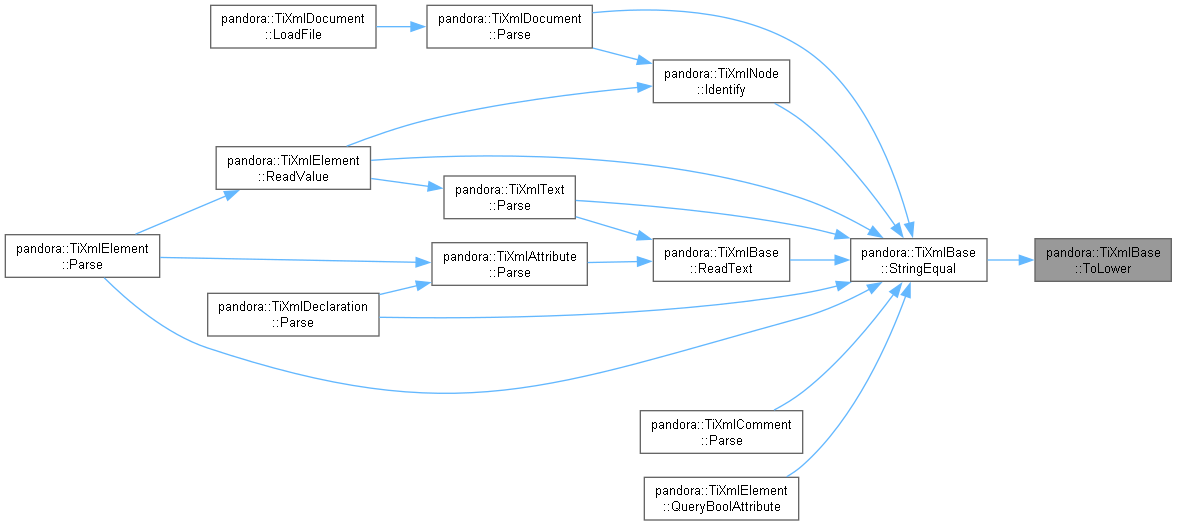 pandora::TiXmlDocument
::LoadFile
pandora::TiXmlDocument
::Parse
pandora::TiXmlNode
::Identify
pandora::TiXmlElement
::ReadValue
pandora::TiXmlText
::Parse
pandora::TiXmlElement
::Parse
pandora::TiXmlAttribute
::Parse
pandora::TiXmlBase
::ReadText
pandora::TiXmlBase
::StringEqual
pandora::TiXmlBase
::ToLower
pandora::TiXmlDeclaration
::Parse
pandora::TiXmlComment
::Parse
pandora::TiXmlElement
::QueryBoolAttribute